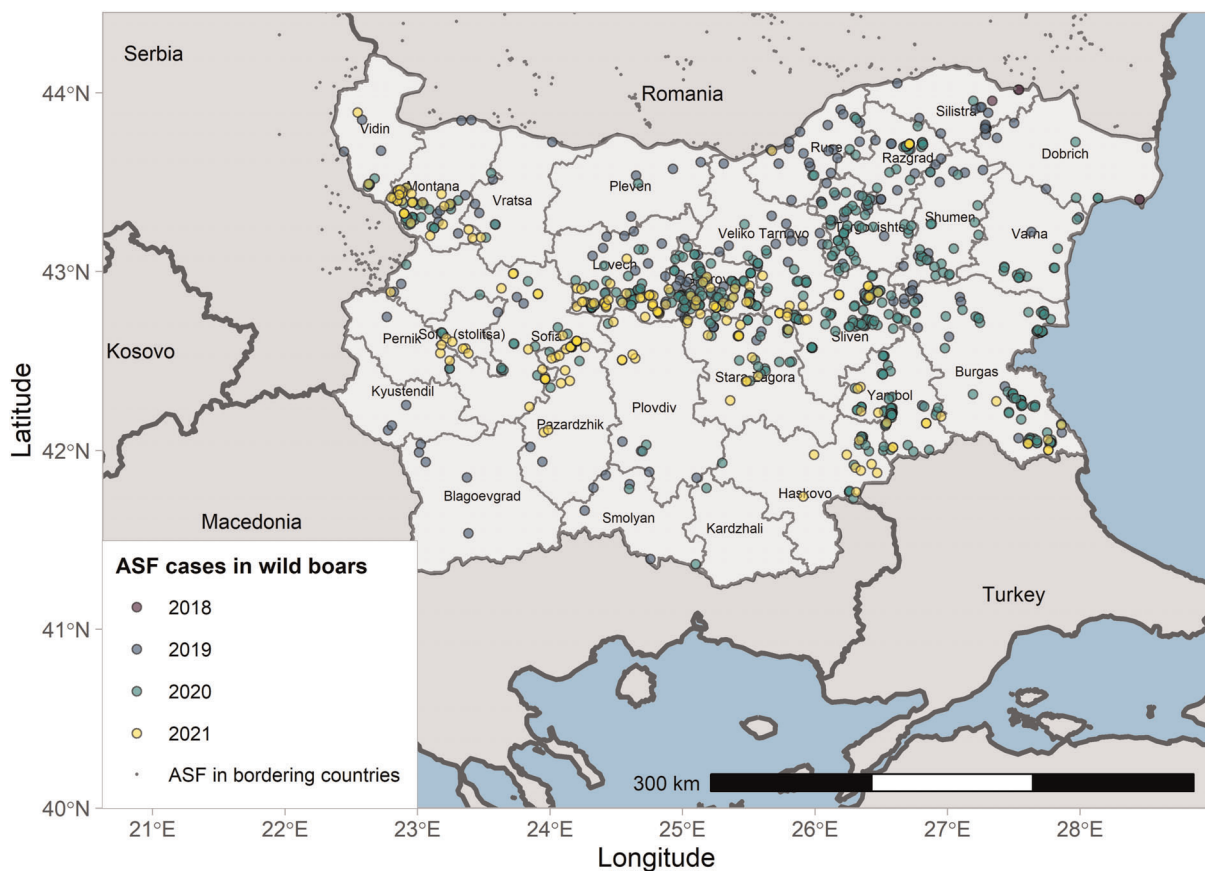 Serbia
Romania
44°N
Silistra
Vidin
Ruse
Razgrad
Dobrich
Montana
Pleven
Vratsa
Shumen
Veliko Tarnovo
Varna
Lovech
43°N
Pernik
Sofia (stolitsa)
Sofia
Sliven
Kosovo
Burgas
Kyustendil
Stara Zagora
Yambol
Plovdiv
Pazardzhik
42°N
Latitude
Blagoevgrad
Haskovo
Macedonia
Smolyan
Kardzhali
ASF cases in wild boars
Turkey
2018
41°N
2019
2020
2021
ASF in bordering countries
300 km
40°N
21°E
22°E
23°E
24°E
25°E
26°E
27°E
28°E
Longitude